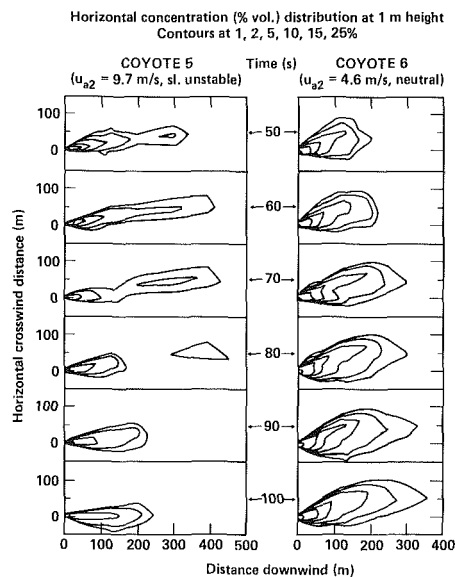 Horizontal concentration (% vol.) distribution at 1 m height
Contours at 1, 2, 5, 10, 15, 25%
COYOTE 5
(u_a2 = 9.7 m/s, sl. unstable)
Time (s)
COYOTE 6
(u_a2 = 4.6 m/s, neutral)
Horizontal crosswind distance (m)
100
0
50
100
0
60
100
0
70
100
0
80
100
0
90
100
0
100
0 100 200 300 400 500
0 100 200 300 400
Distance downwind (m)